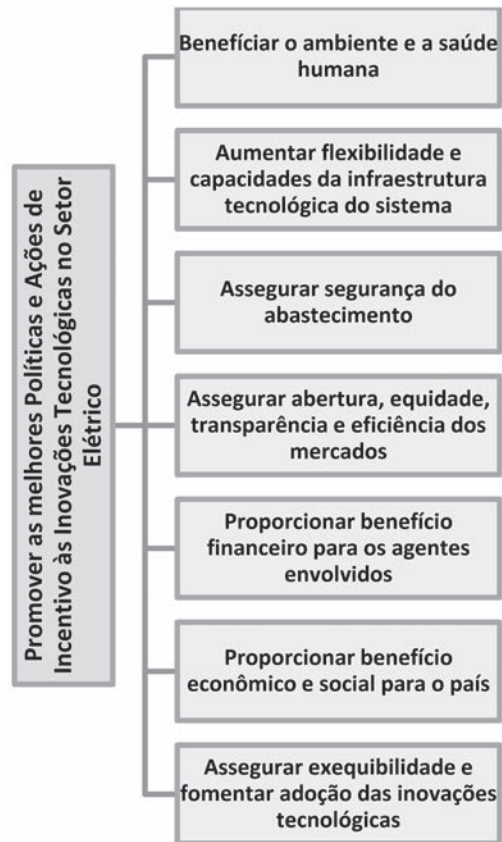 Promover as melhores Políticas e Ações de
Incentivo às Inovações Tecnológicas no Setor
Elétrico
Benefíciar o ambiente e a saúde
humana
Aumentar flexibilidade e
capacidades da infraestrutura
tecnológica do sistema
Assegurar segurança do
abastecimento
Assegurar abertura, equidade,
transparência e eficiência dos
mercados
Proporcionar benefício
financeiro para os agentes
envolvidos
Proporcionar benefício
econômico e social para o país
Assegurar exequibilidade e
fomentar adoção das inovações
tecnológicas